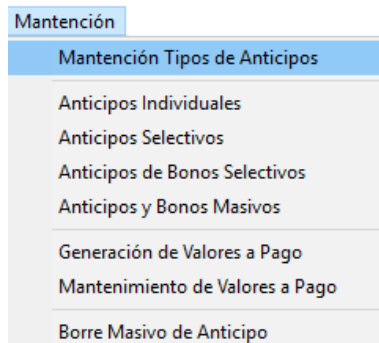 Mantención
Mantención Tipos de Anticipos
Anticipos Individuales
Anticipos Selectivos
Anticipos de Bonos Selectivos
Anticipos y Bonos Masivos
Generación de Valores a Pago
Mantenimiento de Valores a Pago
Borre Masivo de Anticipo